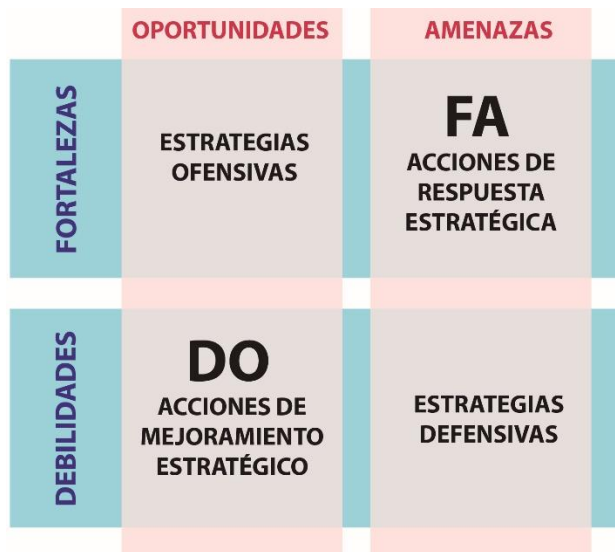 OPORTUNIDADES
AMENAZAS
FORTALEZAS
ESTRATEGIAS
OFENSIVAS
FA
ACCIONES DE
RESPUESTA
ESTRATÉGICA
DEBILIDADES
DO
ACCIONES DE
MEJORAMIENTO
ESTRATÉGICO
ESTRATEGIAS
DEFENSIVAS